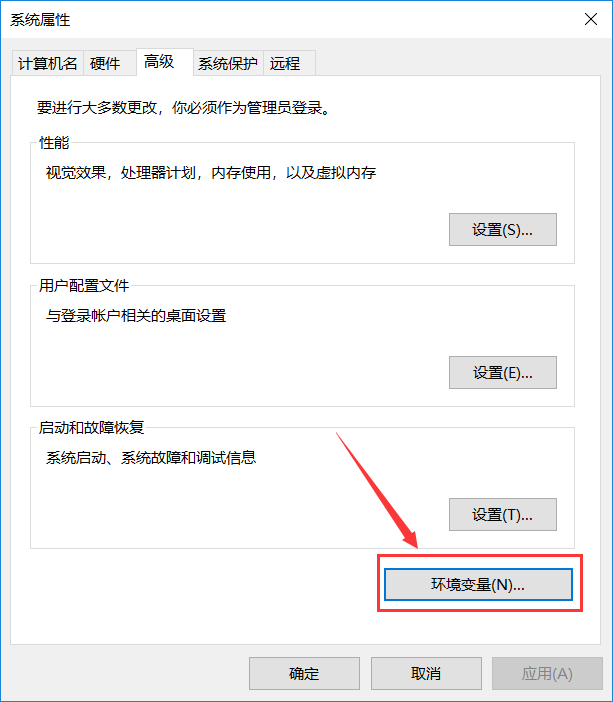 系统属性
计算机名 硬件 高级 系统保护 远程
要进行大多数更改，你必须作为管理员登录。
性能
视觉效果，处理器计划，内存使用，以及虚拟内存
设置(S)...
用户配置文件
与登录帐户相关的桌面设置
设置(E)...
启动和故障恢复
系统启动、系统故障和调试信息
设置(T)...
环境变量(N)...
确定 取消 应用(A)